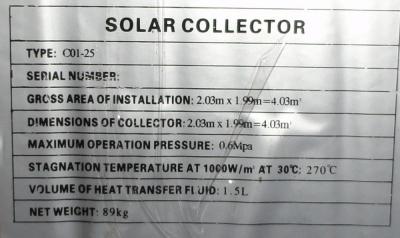 SOLAR COLLECTOR
TYPE: C01-25
SERIAL NUMBER:
GROSS AREA OF INSTALLATION: 2.03m x 1.99m=4.03m²
DIMENSIONS OF COLLECTOR: 2.03m x 1.99m=4.03m²
MAXIMUM OPERATION PRESSURE: 0.6Mpa
STAGNATION TEMPERATURE AT 1000W/m² AT 30℃: 270℃
VOLUME OF HEAT TRANSFER FLUID: 1.5L
NET WEIGHT: 89kg